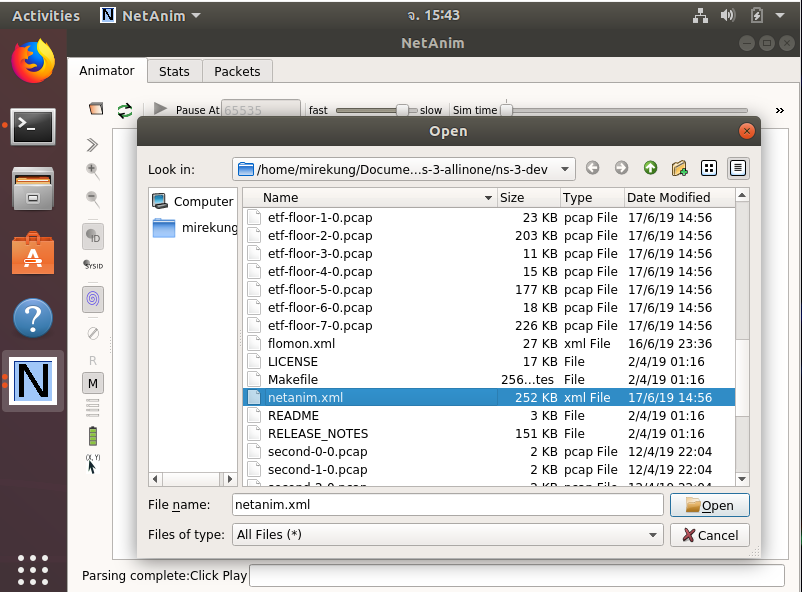 Activities NetAnim จ. 15:43
NetAnim
Animator Stats Packets
Pause At 65535 fast slow Sim time »
Open
Look in: /home/mirekung/Docume...s-3-allinone/ns-3-dev
Computer
mirekung
Name Size Type Date Modified
etf-floor-1-0.pcap 23 KB pcap File 17/6/19 14:56
etf-floor-2-0.pcap 203 KB pcap File 17/6/19 14:56
etf-floor-3-0.pcap 11 KB pcap File 17/6/19 14:56
etf-floor-4-0.pcap 15 KB pcap File 17/6/19 14:56
etf-floor-5-0.pcap 177 KB pcap File 17/6/19 14:56
etf-floor-6-0.pcap 18 KB pcap File 17/6/19 14:56
etf-floor-7-0.pcap 226 KB pcap File 17/6/19 14:56
flomon.xml 27 KB xml File 16/6/19 23:36
LICENSE 17 KB File 2/4/19 01:16
Makefile 256...tes File 2/4/19 01:16
netanim.xml 252 KB xml File 17/6/19 14:56
README 3 KB File 2/4/19 01:16
RELEASE_NOTES 151 KB File 2/4/19 01:16
second-0-0.pcap 2 KB pcap File 12/4/19 22:04
second-1-0.pcap 2 KB pcap File 12/4/19 22:04
File name: netanim.xml Open
Files of type: All Files (*) Cancel
ID
SYSID
R
M
(X, Y)
Parsing complete:Click Play